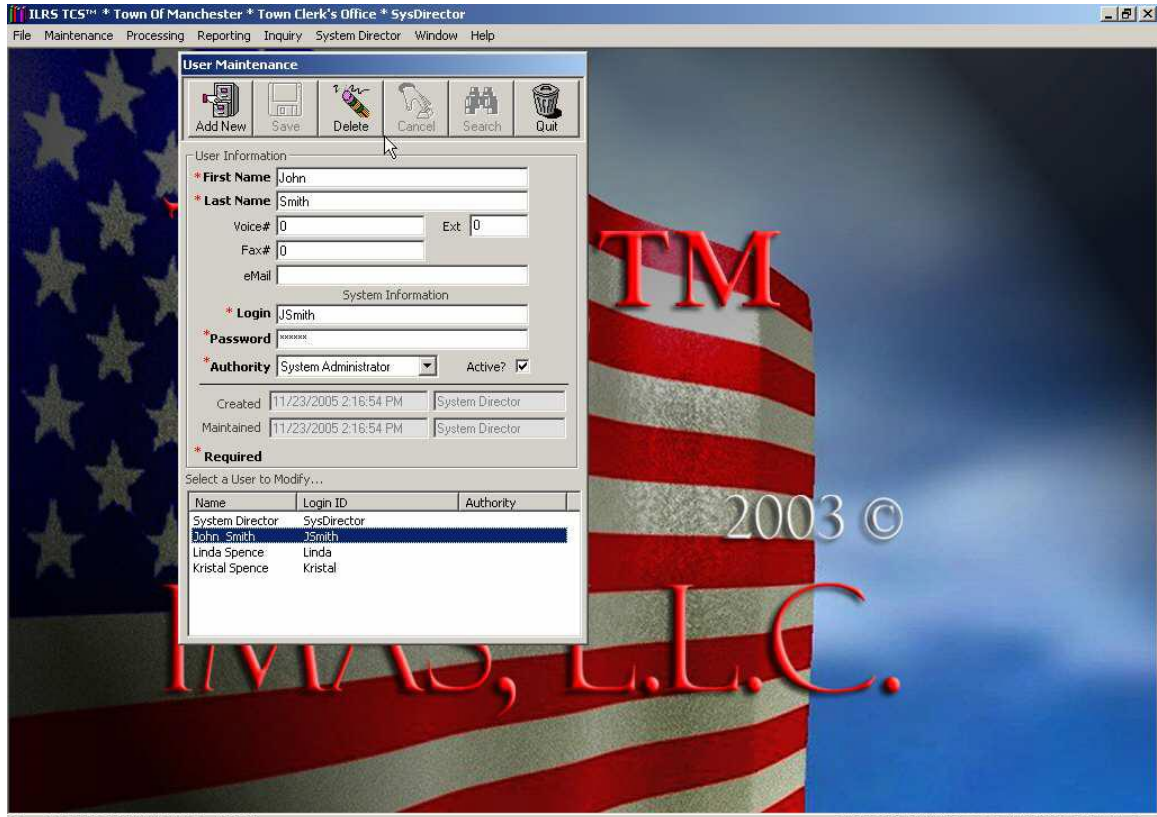 ILRS TCS™ * Town Of Manchester * Town Clerk's Office * SysDirector
File Maintenance Processing Reporting Inquiry System Director Window Help
User Maintenance
Add New Save Delete Cancel Search Quit
User Information
* First Name John
* Last Name Smith
Voice# 0 Ext 0
Fax# 0
eMail
System Information
* Login JSmith
*Password ××××××
*Authority System Administrator Active?
Created 11/23/2005 2:16:54 PM System Director
Maintained 11/23/2005 2:16:54 PM System Director
* Required
Select a User to Modify...
Name Login ID Authority
System Director SysDirector
John Smith JSmith
Linda Spence Linda
Kristal Spence Kristal
TM
2003 ©
IMAS, L.L.C.